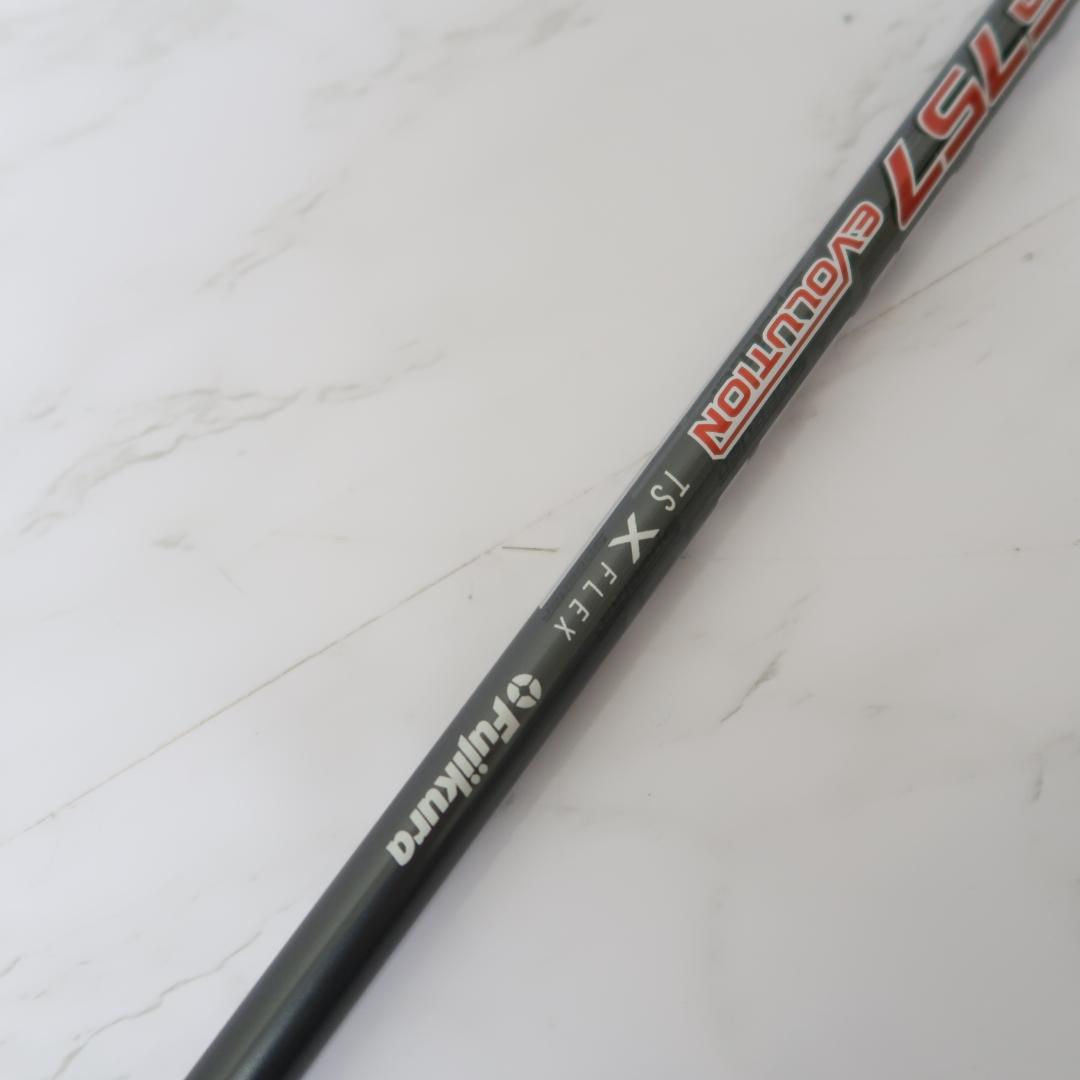 757
EVOLUTION
TS X FLEX
Fujikura